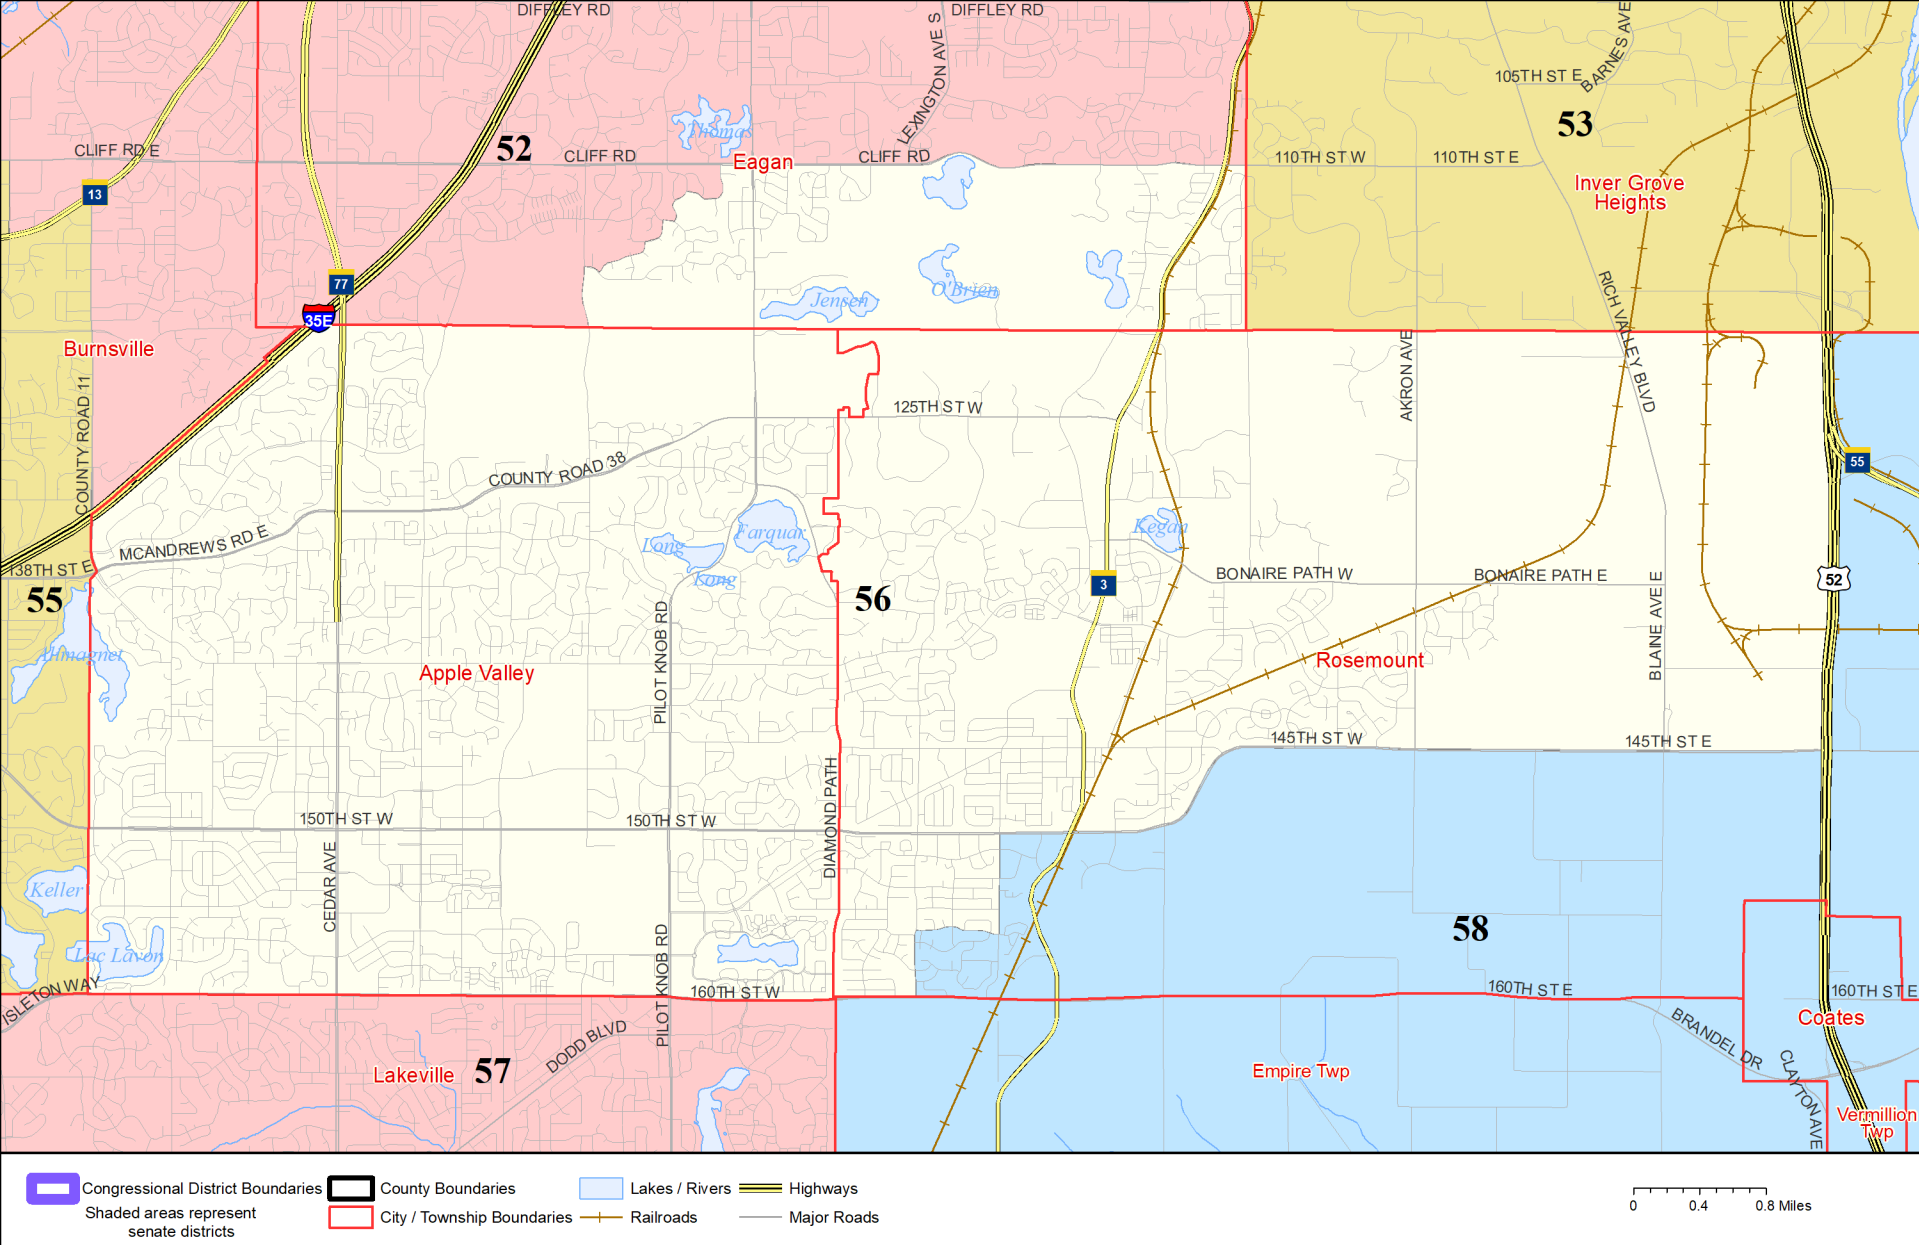 DIFFLEY RD
DIFFLEY RD
BARNES AVE
LEXINGTON AVE S
105TH ST E
53
Thomas
52
CLIFF RD E
CLIFF RD
Eagan
CLIFF RD
110TH ST W
110TH ST E
13
Inver Grove
Heights
77
Jensen
O'Brien
RICH VALLEY BLVD
35E
Burnsville
AKRON AVE
125TH ST W
COUNTY ROAD 11
COUNTY ROAD 38
55
Farquar
Kegan
Long
MCANDREWS RD E
138TH ST E
Long
BONAIRE PATH W
BONAIRE PATH E
52
3
55
56
BLAINE AVE E
Alimagnet
PILOT KNOB RD
Apple Valley
Rosemount
145TH ST W
145TH ST E
DIAMOND PATH
150TH ST W
150TH ST W
CEDAR AVE
Keller
58
Lac Lavon
PILOT KNOB RD
ISLETON WAY
160TH ST W
160TH ST E
160TH ST E
Coates
BRANDEL DR
DODD BLVD
Lakeville
57
Empire Twp
CLAYTON AVE
Vermillion
Twp
Congressional District Boundaries
County Boundaries
Lakes / Rivers
Highways
Shaded areas represent
senate districts
City / Township Boundaries
Railroads
Major Roads
0 0.4 0.8 Miles